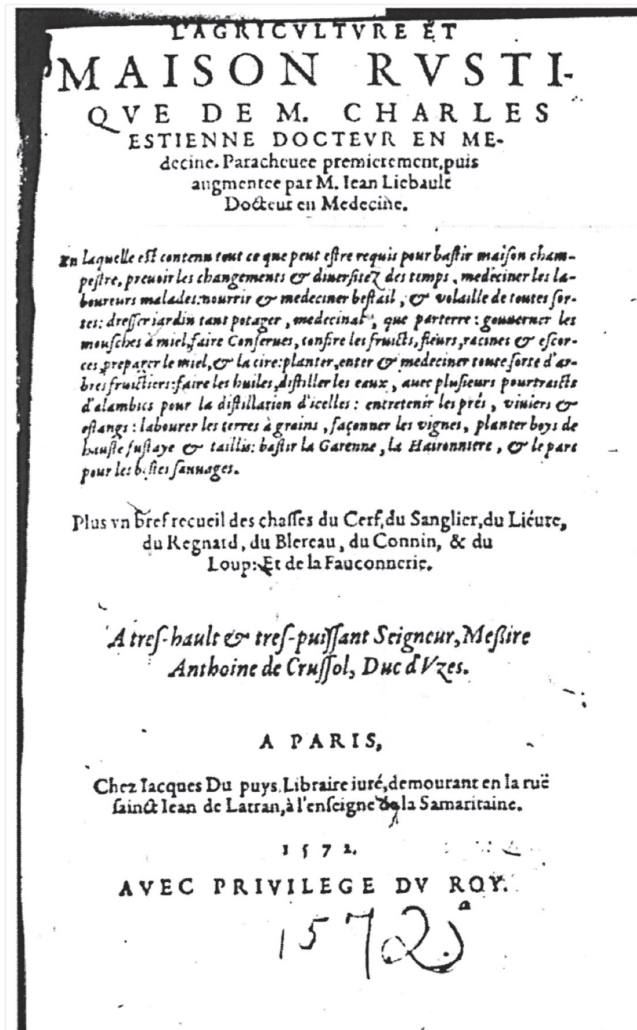 L'AGRICVLTVRE ET
MAISON RVSTI-
QVE DE M. CHARLES
ESTIENNE DOCTEVR EN ME-
decine. Paracheuee premierement, puis
augmentee par M. Iean Liebault
Docteur en Medecine.
En laquelle est contenu tout ce que peut estre requis pour bastir maison cham-
pestre, preuoir les changements & diuersitez des temps, mediciner les la-
boureurs malades: nourrir & medeciner bestail, & volaille de toutes sor-
tes: dresser iardin tant potager, medecinal, que parterre: gouuerner les
mousches à miel, faire Conserues, confire les fruicts, fleurs, racines & escor-
ces, preparer le miel, & la cire: planter, enter & medeciner toute sorte d'ar-
bres fruictiers: faire les huiles, distiller les eaux, auec plusieurs pourtraicts
d'alambics pour la distillation d'icelles: entretenir les prés, viuiers &
estangs: labourer les terres à grains, façonner les vignes, planter boys de
hauste fustaye & taillis: bastir la Garenne, la Haironniere, & le parc
pour les bestes sauuages.
Plus vn bref recueil des chasses du Cerf, du Sanglier, du Liéure,
du Regnard, du Blereau, du Connin, & du
Loup: Et de la Fauconnerie.
A tres-hault & tres-puissant Seigneur, Messire
Anthoine de Crussol, Duc d'Vzes.
A PARIS,
Chez Iacques Du puys, Libraire iuré, demourant en la ruë
sainct Iean de Latran, à l'enseigne de la Samaritaine.
1572.
AVEC PRIVILEGE DV ROY.
1572.